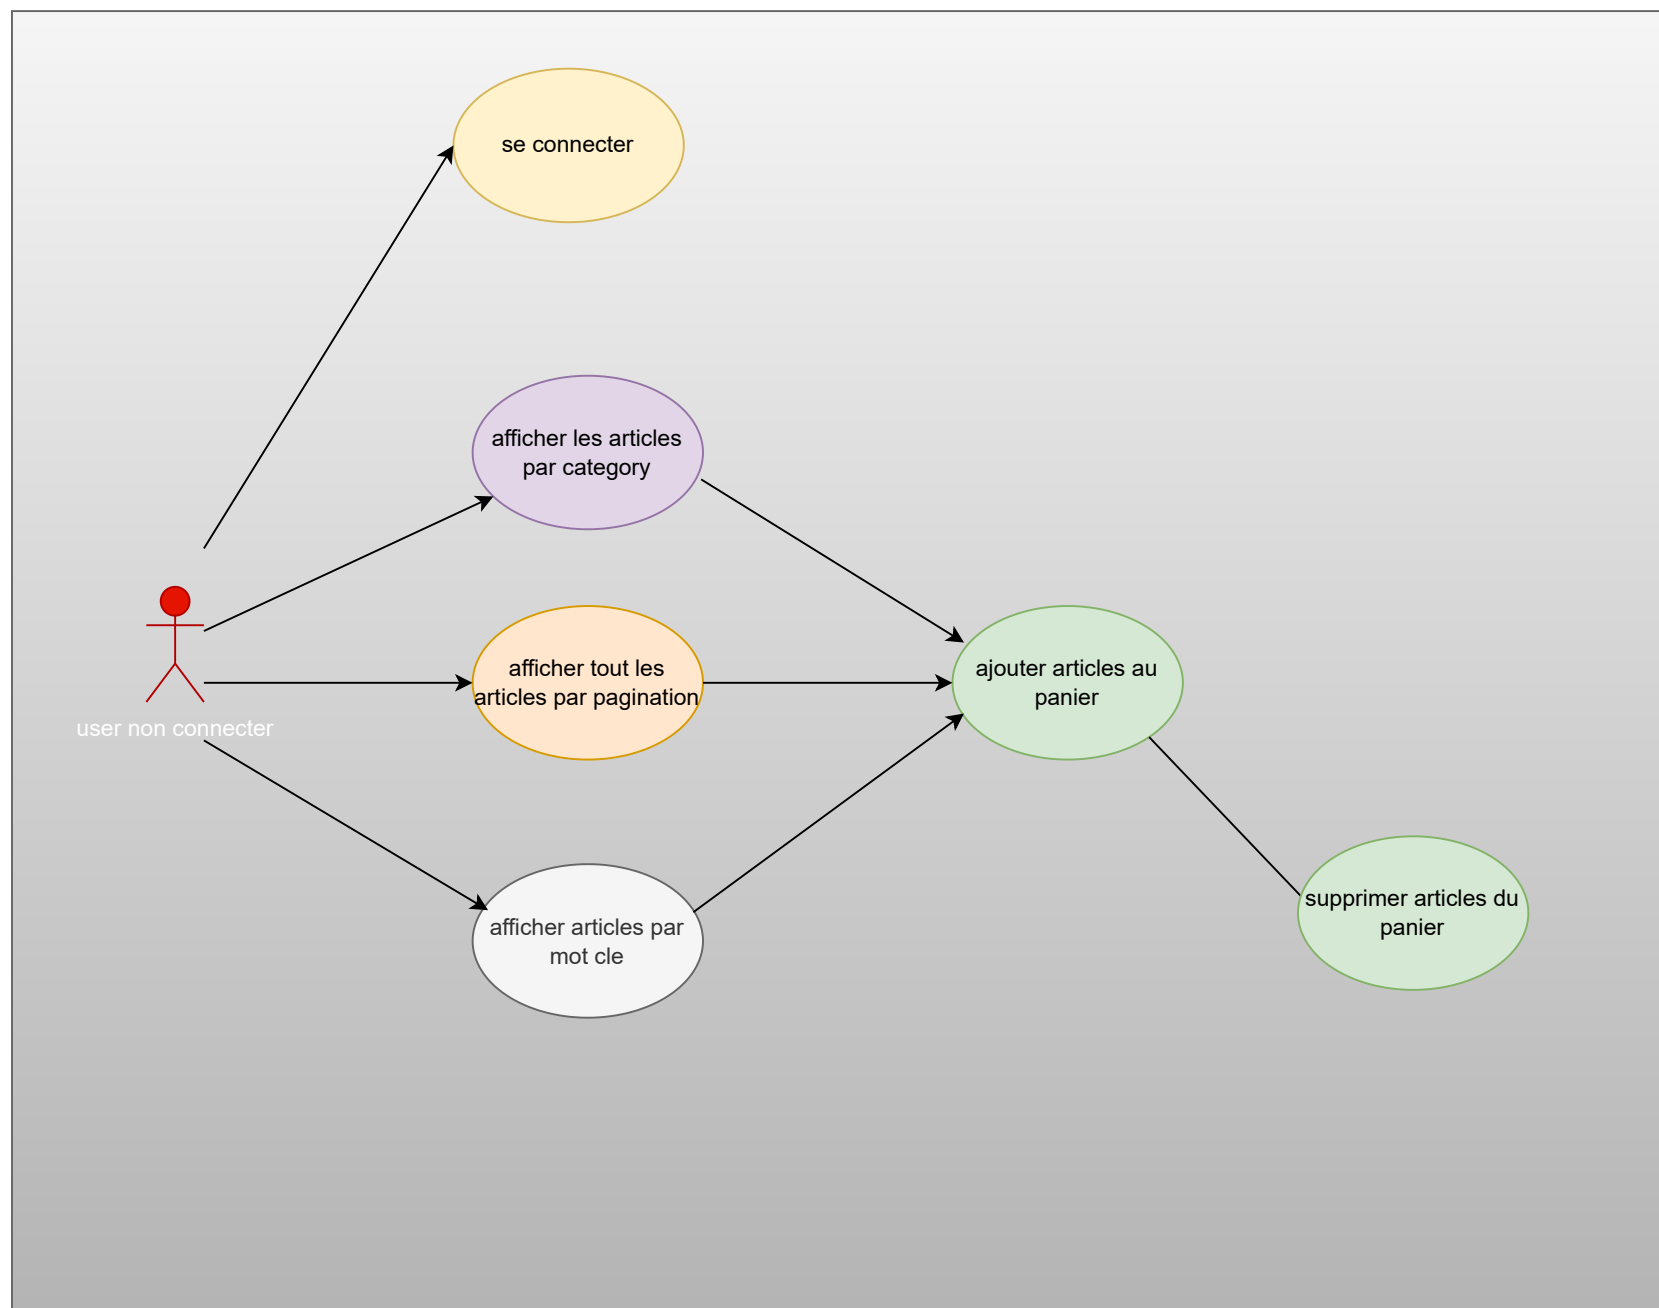 se connecter
afficher les articles
par category
afficher tout les
articles par pagination
ajouter articles au
panier
user non connecter
supprimer articles du
panier
afficher articles par
mot cle